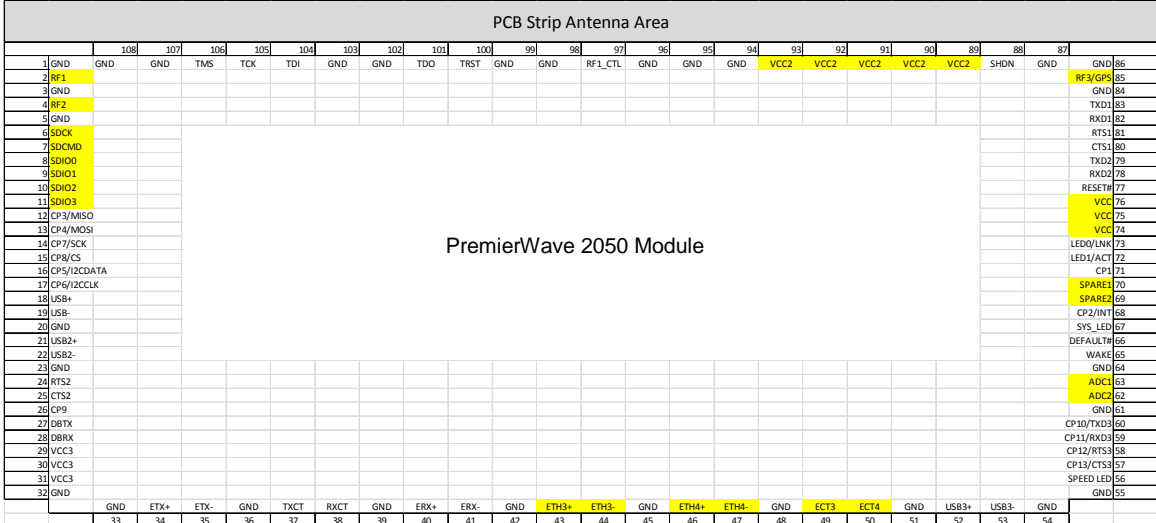 PCB Strip Antenna Area
108 107 106 105 104 103 102 101 100 99 98 97 96 95 94 93 92 91 90 89 88 87
1 GND GND GND TMS TCK TDI GND GND TDO TRST GND GND RF1_CTL GND GND GND VCC2 VCC2 VCC2 VCC2 VCC2 SHDN GND GND 86
2 RF1 RF3/GPS 85
3 GND GND 84
4 RF2 TXD1 83
5 GND RXD1 82
6 SDCK RTS1 81
7 SDCMD CTS1 80
8 SDIO0 TXD2 79
9 SDIO1 RXD2 78
10 SDIO2 RESET# 77
11 SDIO3 VCC 76
12 CP3/MISO VCC 75
13 CP4/MOSI VCC 74
14 CP7/SCK PremierWave 2050 Module LED0/LNK 73
15 CP8/CS LED1/ACT 72
16 CP5/I2CDATA CP1 71
17 CP6/I2CCLK SPARE1 70
18 USB+ SPARE2 69
19 USB- CP2/INT 68
20 GND SYS_LED 67
21 USB2+ DEFAULT# 66
22 USB2- WAKE 65
23 GND GND 64
24 RTS2 ADC1 63
25 CTS2 ADC2 62
26 CP9 GND 61
27 DBTX CP10/TXD3 60
28 DBRX CP11/RXD3 59
29 VCC3 CP12/RTS3 58
30 VCC3 CP13/CTS3 57
31 VCC3 SPEED LED 56
32 GND GND 55
GND ETX+ ETX- GND TXCT RXCT GND ERX+ ERX- GND ETH3+ ETH3- GND ETH4+ ETH4- GND ECT3 ECT4 GND USB3+ USB3- GND
33 34 35 36 37 38 39 40 41 42 43 44 45 46 47 48 49 50 51 52 53 54